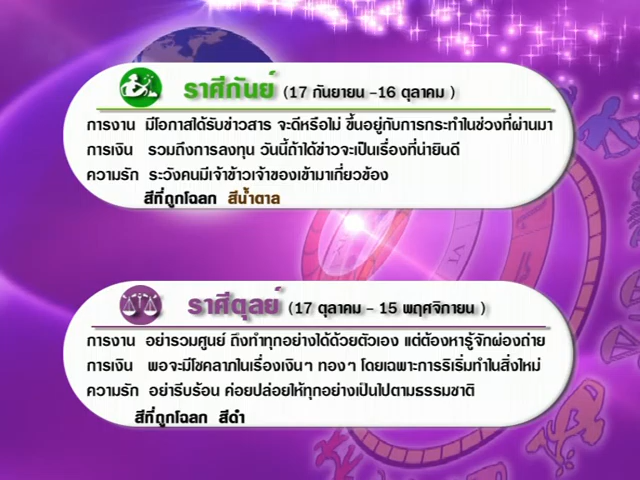 ราศีกันย์ (17 กันยายน -16 ตุลาคม )
การงาน มีโอกาสได้รับข่าวสาร จะดีหรือไม่ ขึ้นอยู่กับการกระทำในช่วงที่ผ่านมา
การเงิน รวมถึงการลงทุน วันนี้ถ้าได้ข่าวจะเป็นเรื่องที่น่ายินดี
ความรัก ระวังคนมีเจ้าข้าวเจ้าของเข้ามาเกี่ยวข้อง
สีที่ถูกโฉลก สีน้ำตาล
ราศีตุลย์ (17 ตุลาคม - 15 พฤศจิกายน )
การงาน อย่ารวมศูนย์ ถึงทำทุกอย่างได้ด้วยตัวเอง แต่ต้องหารู้จักผ่องถ่าย
การเงิน พอจะมีโชคลาภในเรื่องเงินๆ ทองๆ โดยเฉพาะการริเริ่มทำในสิ่งใหม่
ความรัก อย่ารีบร้อน ค่อยปล่อยให้ทุกอย่างเป็นไปตามธรรมชาติ
สีที่ถูกโฉลก สีดำ